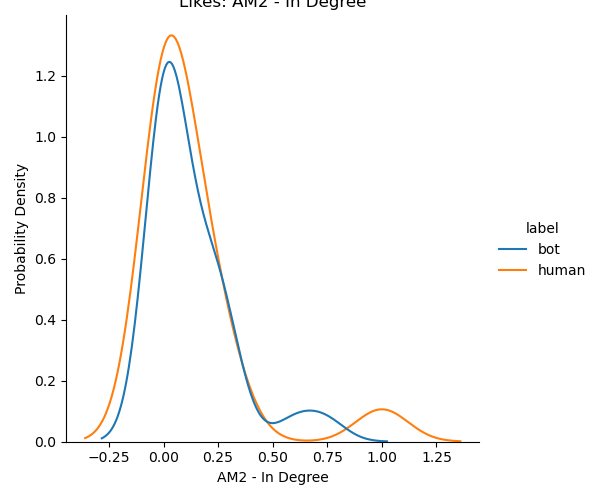 Likes: AM2 - In Degree
Probability Density
1.2
1.0
0.8
0.6
0.4
0.2
0.0
−0.25 0.00 0.25 0.50 0.75 1.00 1.25
AM2 - In Degree
label
bot
human